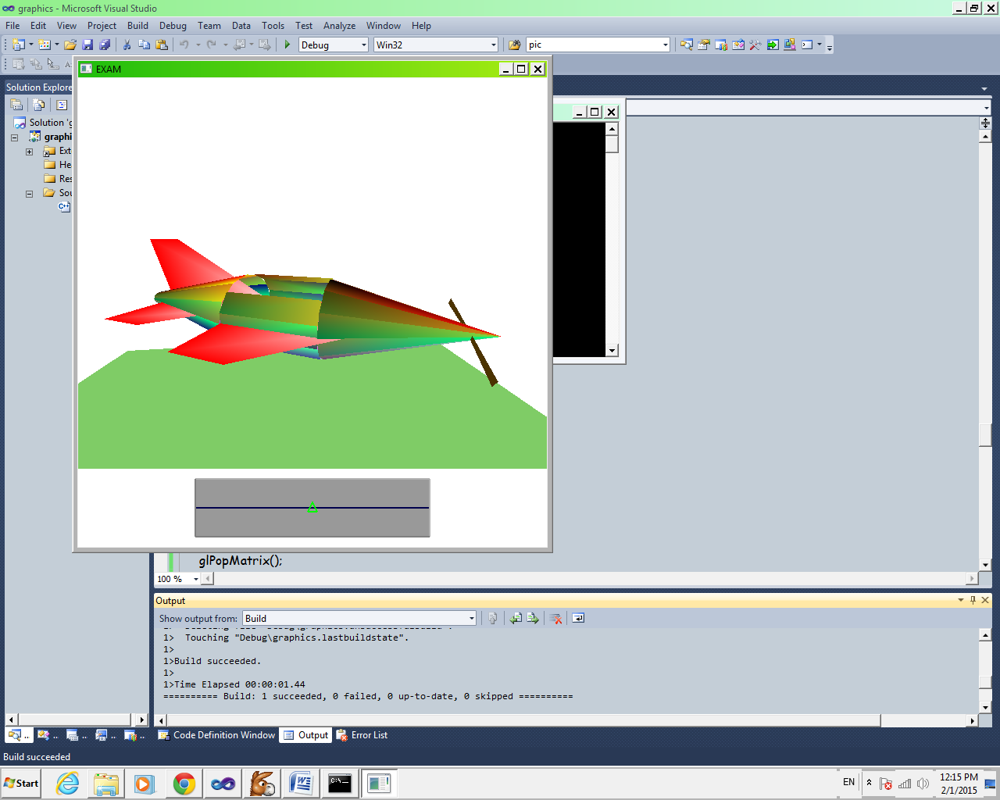 graphics - Microsoft Visual Studio
File Edit View Project Build Debug Team Data Tools Test Analyze Window Help
Debug Win32 pic
EXAM
Solution Explore
Solution 'g
graphi
Ext
He
Res
Sou
C++
glPopMatrix();
100 %
Output
Show output from: Build
1> Touching "Debug\graphics.lastbuildstate".
1>
1>Build succeeded.
1>
1>Time Elapsed 00:00:01.44
========== Build: 1 succeeded, 0 failed, 0 up-to-date, 0 skipped ==========
.. .. .. .. .. Code Definition Window Output Error List
Build succeeded
Start C:\ EN 12:15 PM
2/1/2015